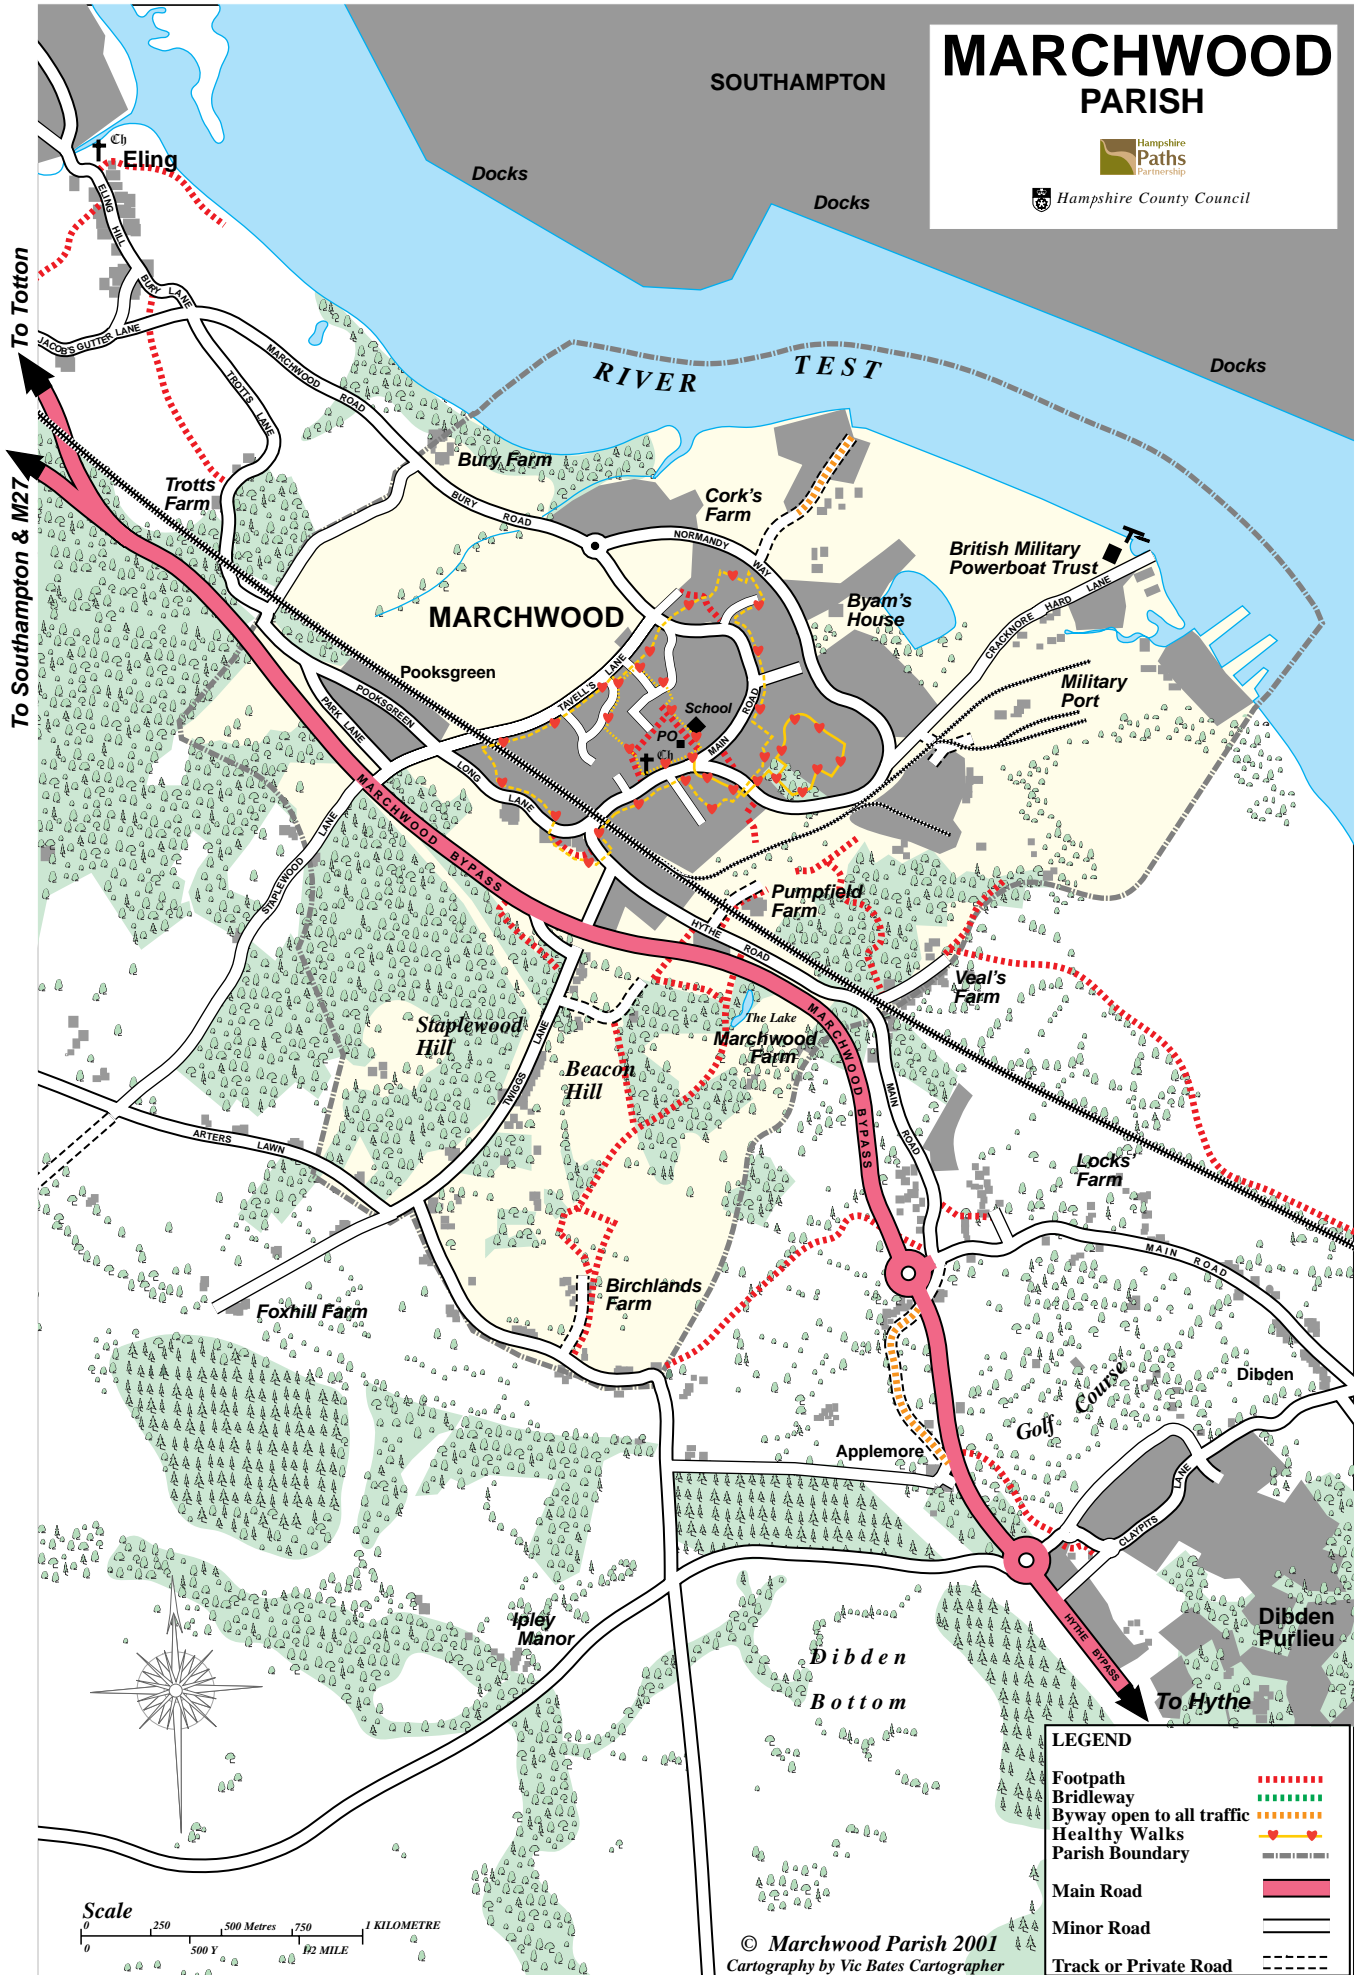 MARCHWOOD
PARISH
Hampshire
Paths
Partnership
Hampshire County Council
SOUTHAMPTON
Docks
Docks
Docks
Ch
Eling
ELING HILL
BURY LANE
JACOB'S GUTTER LANE
To Totton
To Southampton & M27
MARCHWOOD ROAD
TROTTS LANE
RIVER TEST
Trotts
Farm
Bury Farm
BURY ROAD
Cork's
Farm
NORMANDY WAY
British Military
Powerboat Trust
Byam's
House
CRACKNORE HARD LANE
MARCHWOOD
Pooksgreen
POOKSGREEN
PARK LANE
TAVELL'S LANE
School
PO
Ch
MAIN ROAD
Military
Port
LONG LANE
STAPLEWOOD LANE
MARCHWOOD BYPASS
HYTHE ROAD
Pumpfield
Farm
Veal's
Farm
Staplewood
Hill
Beacon
Hill
The Lake
Marchwood
Farm
MARCHWOOD BYPASS
MAIN ROAD
TWIGGS LANE
ARTERS LAWN
Locks'
Farm
MAIN ROAD
Foxhill Farm
Birchlands
Farm
Golf Course
Dibden
Applemore
CLAYPITS LANE
Ipley
Manor
Dibden
Bottom
HYTHE BYPASS
Dibden
Purlieu
To Hythe
LEGEND
Footpath
Bridleway
Byway open to all traffic
Healthy Walks
Parish Boundary
Main Road
Minor Road
Track or Private Road
Scale
0 250 500 Metres 750 1 KILOMETRE
0 500 Y 1/2 MILE
© Marchwood Parish 2001
Cartography by Vic Bates Cartographer